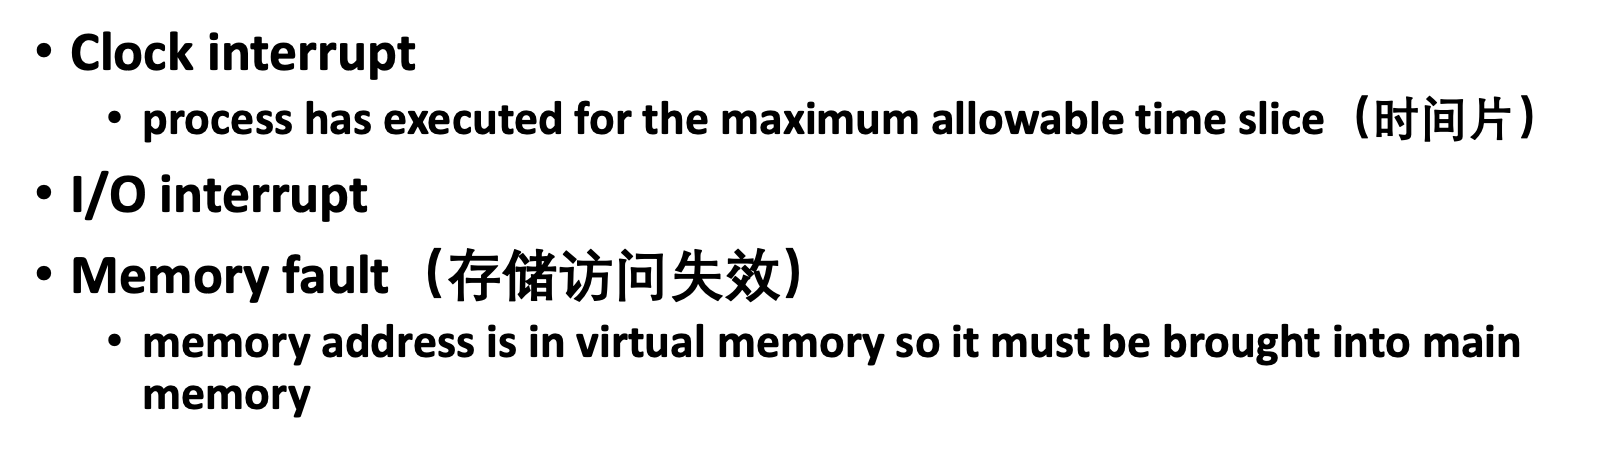 • Clock interrupt
• process has executed for the maximum allowable time slice（时间片）
• I/O interrupt
• Memory fault（存储访问失效）
• memory address is in virtual memory so it must be brought into main
memory